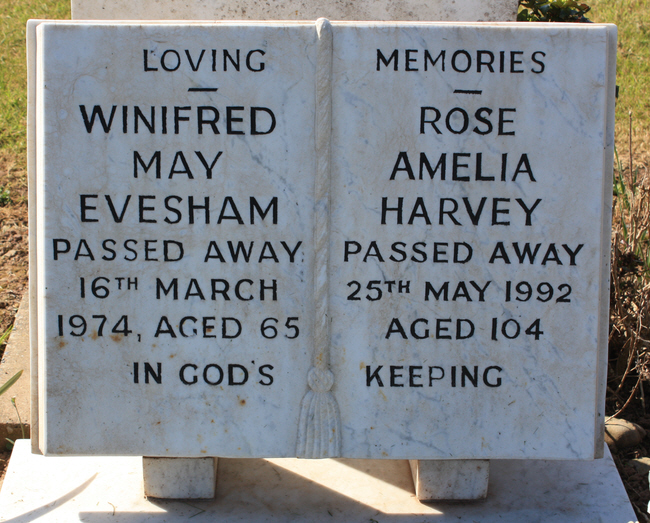 LOVING
WINIFRED
MAY
EVESHAM
PASSED AWAY
16TH MARCH
1974, AGED 65
IN GOD'S
MEMORIES
ROSE
AMELIA
HARVEY
PASSED AWAY
25TH MAY 1992
AGED 104
KEEPING